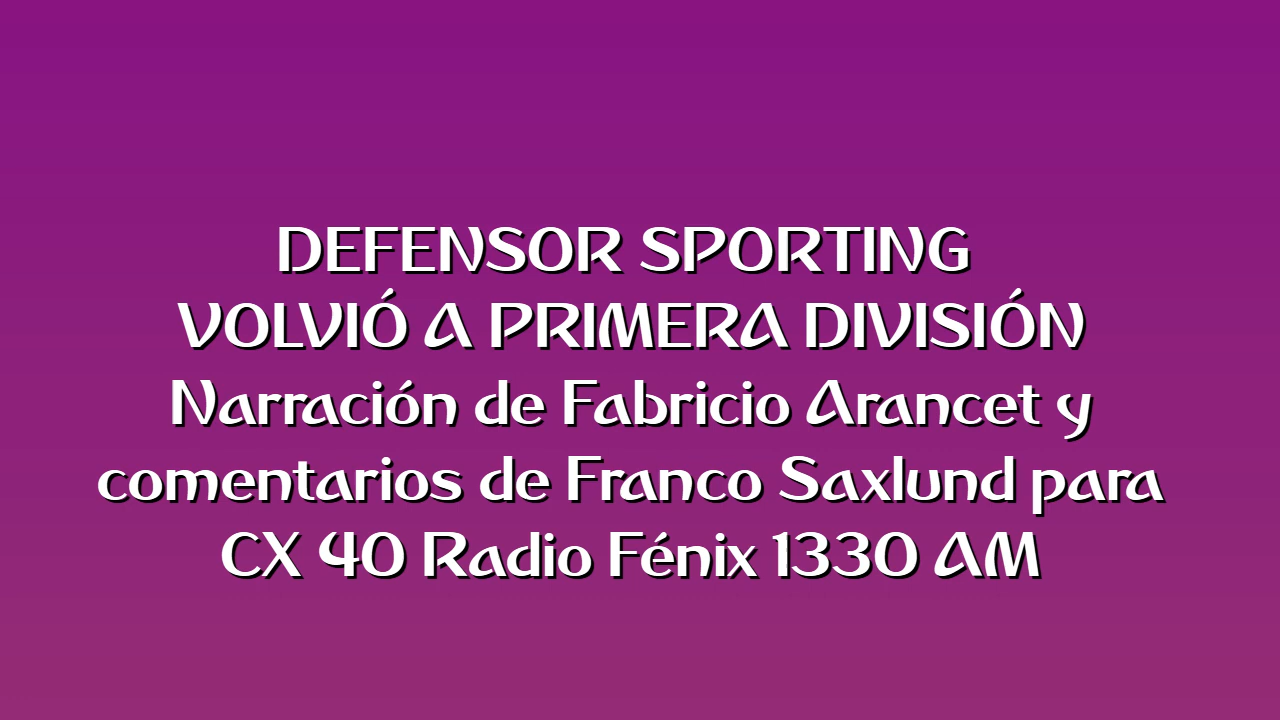 DEFENSOR SPORTING
VOLVIÓ A PRIMERA DIVISIÓN
Narración de Fabricio Arancet y
comentarios de Franco Saxlund para
CX 40 Radio Fénix 1330 AM